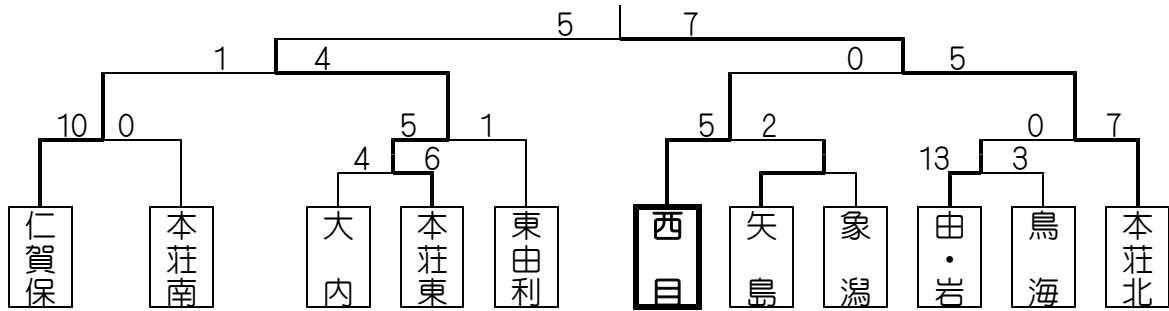 5 7
1 4 0 5
10 0 5 1 5 2 0 7
4 6 13 3
仁賀保
本荘南
大内
本荘東
東由利
西目
矢島
象潟
由・岩
鳥海
本荘北